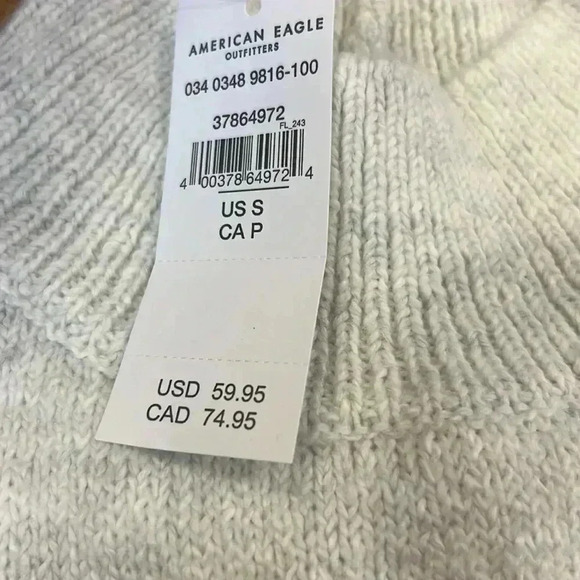 AMERICAN EAGLE
OUTFITTERS
034 0348 9816-100
37864972
FL_243
4 00378 64972 4
US S
CA P
USD 59.95
CAD 74.95